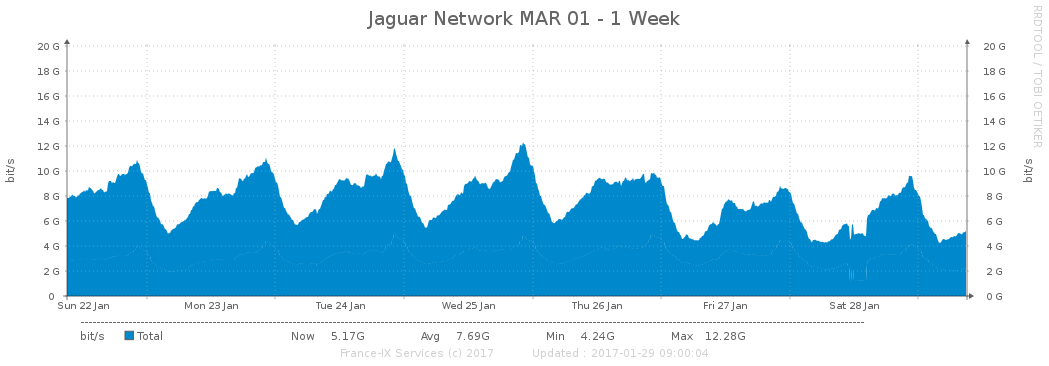 Jaguar Network MAR 01 - 1 Week
RRDTOOL / TOBI OETIKER
bit/s
20 G 20 G
18 G 18 G
16 G 16 G
14 G 14 G
12 G 12 G
10 G 10 G
8 G 8 G
6 G 6 G
4 G 4 G
2 G 2 G
0 0 G
bit/s
Sun 22 Jan Mon 23 Jan Tue 24 Jan Wed 25 Jan Thu 26 Jan Fri 27 Jan Sat 28 Jan
bit/s Total Now 5.17G Avg 7.69G Min 4.24G Max 12.28G
France-IX Services (c) 2017 Updated : 2017-01-29 09:00:04